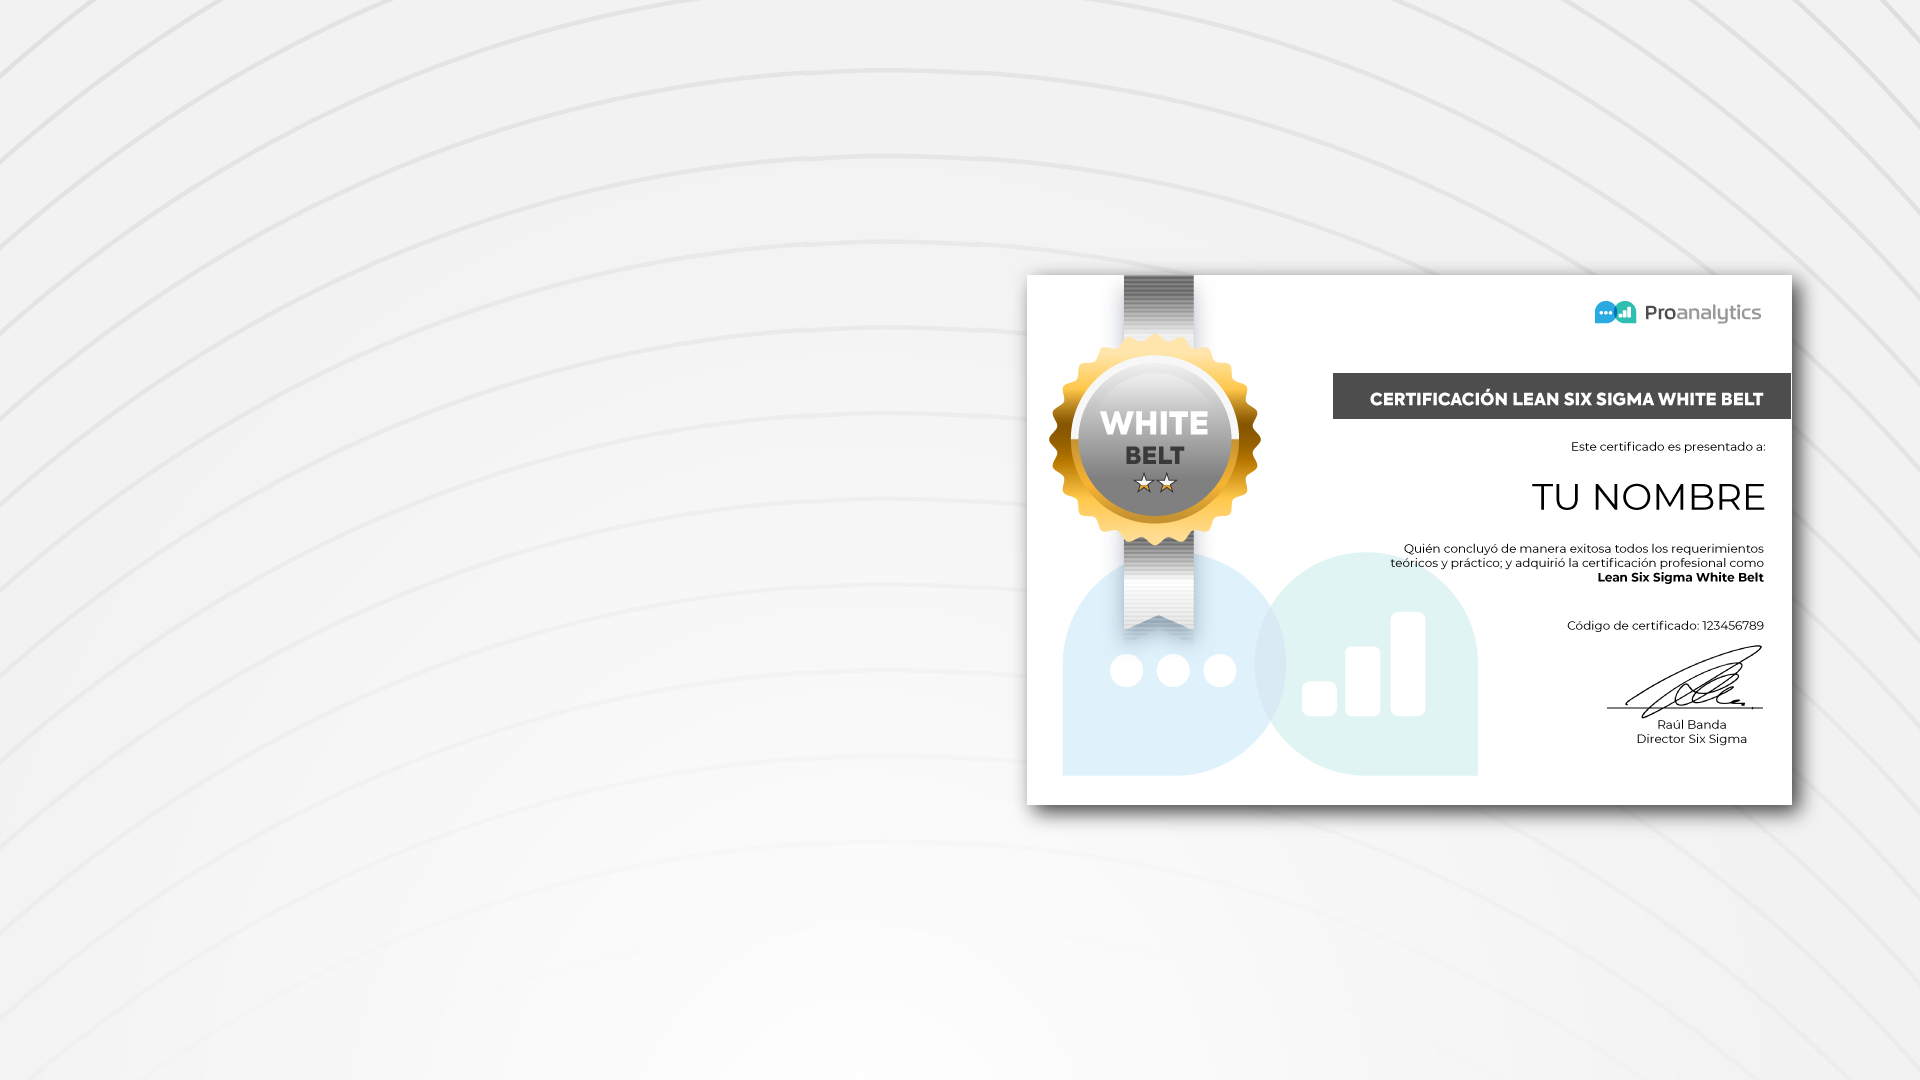 Proanalytics
WHITE
BELT
CERTIFICACIÓN LEAN SIX SIGMA WHITE BELT
Este certificado es presentado a:
TU NOMBRE
Quién concluyó de manera exitosa todos los requerimientos
teóricos y práctico; y adquirió la certificación profesional como
Lean Six Sigma White Belt
Código de certificado: 123456789
Raúl Banda
Director Six Sigma